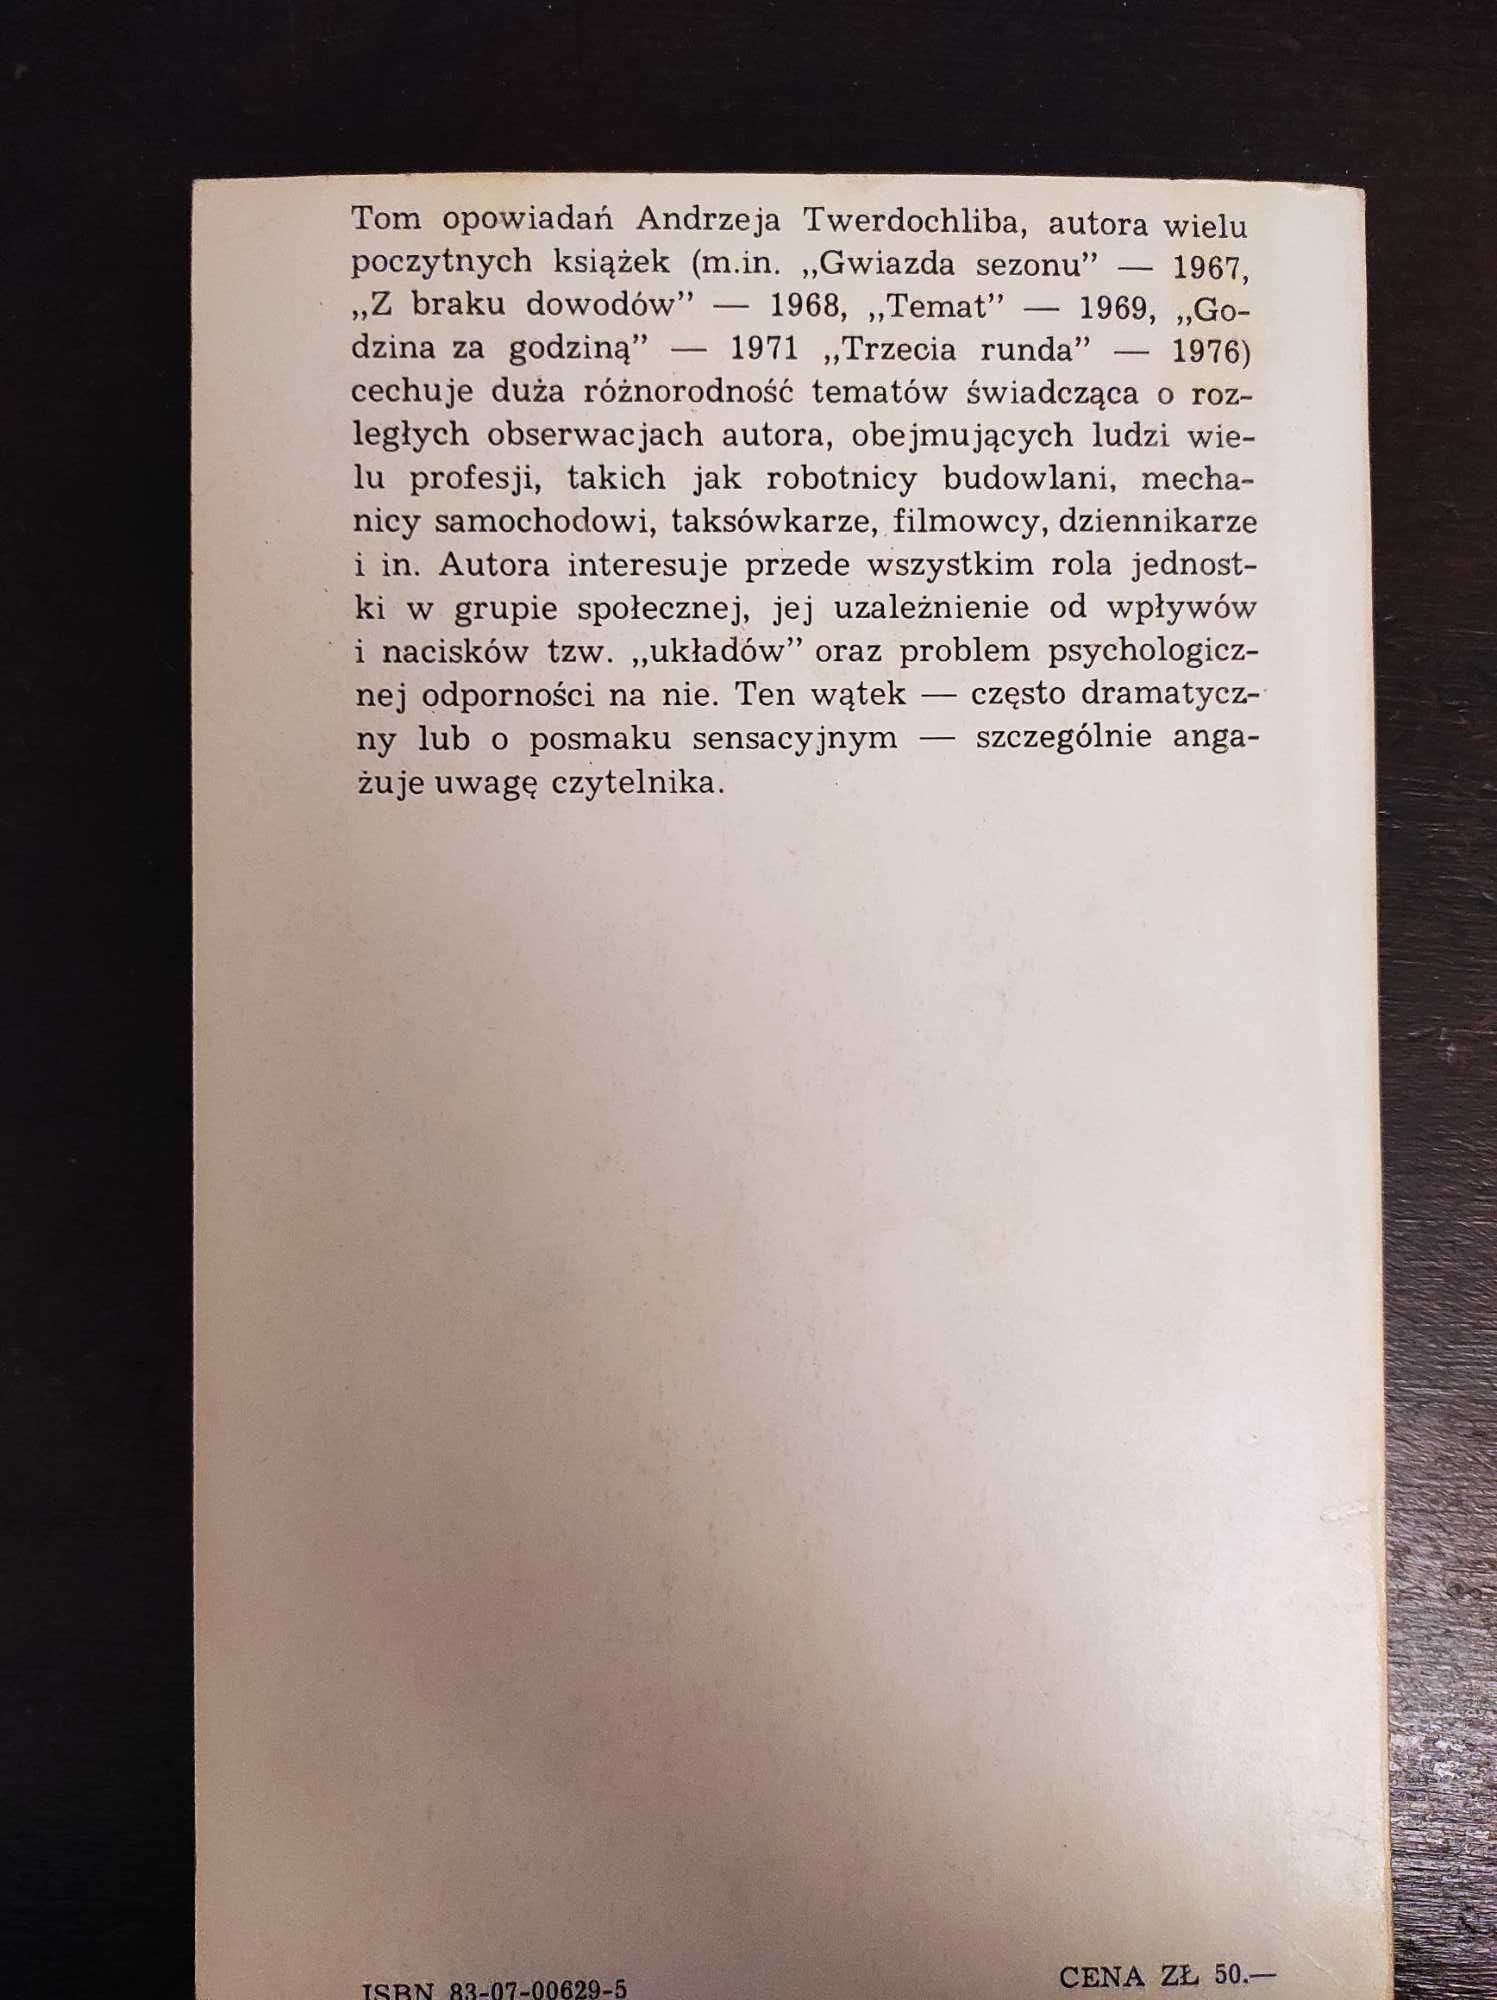 Tom opowiadań Andrzeja Twerdochliba, autora wielu
poczytnych książek (m.in. „Gwiazda sezonu” — 1967,
„Z braku dowodów” — 1968, „Temat” — 1969, „Go-
dzina za godziną” — 1971 „Trzecia runda” — 1976)
cechuje duża różnorodność tematów świadcząca o roz-
ległych obserwacjach autora, obejmujących ludzi wie-
lu profesji, takich jak robotnicy budowlani, mecha-
nicy samochodowi, taksówkarze, filmowcy, dziennikarze
i in. Autora interesuje przede wszystkim rola jednost-
ki w grupie społecznej, jej uzależnienie od wpływów
i nacisków tzw. „układów” oraz problem psychologicz-
nej odporności na nie. Ten wątek — często dramatycz-
ny lub o posmaku sensacyjnym — szczególnie anga-
żuje uwagę czytelnika.
ISBN 83-07-00629-5
CENA ZŁ 50.—